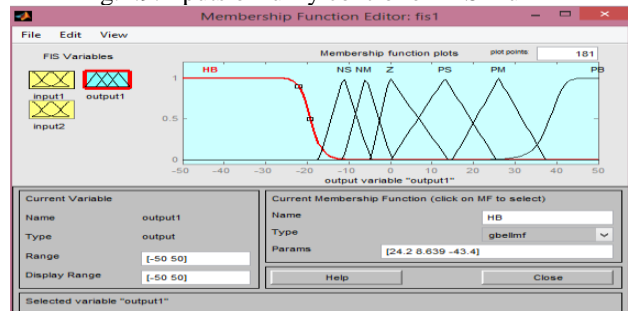 Membership Function Editor: fis1
File Edit View
FIS Variables
Membership function plots
plot points:
181
input1
output1
input2
HB NS NM Z PS PM PB
1
0.5
0
-50 -40 -30 -20 -10 0 10 20 30 40 50
output variable "output1"
Current Variable
Name output1
Type output
Range [-50 50]
Display Range [-50 50]
Current Membership Function (click on MF to select)
Name HB
Type gbellmf
Params [24.2 8.639 -43.4]
Help Close
Selected variable "output1"